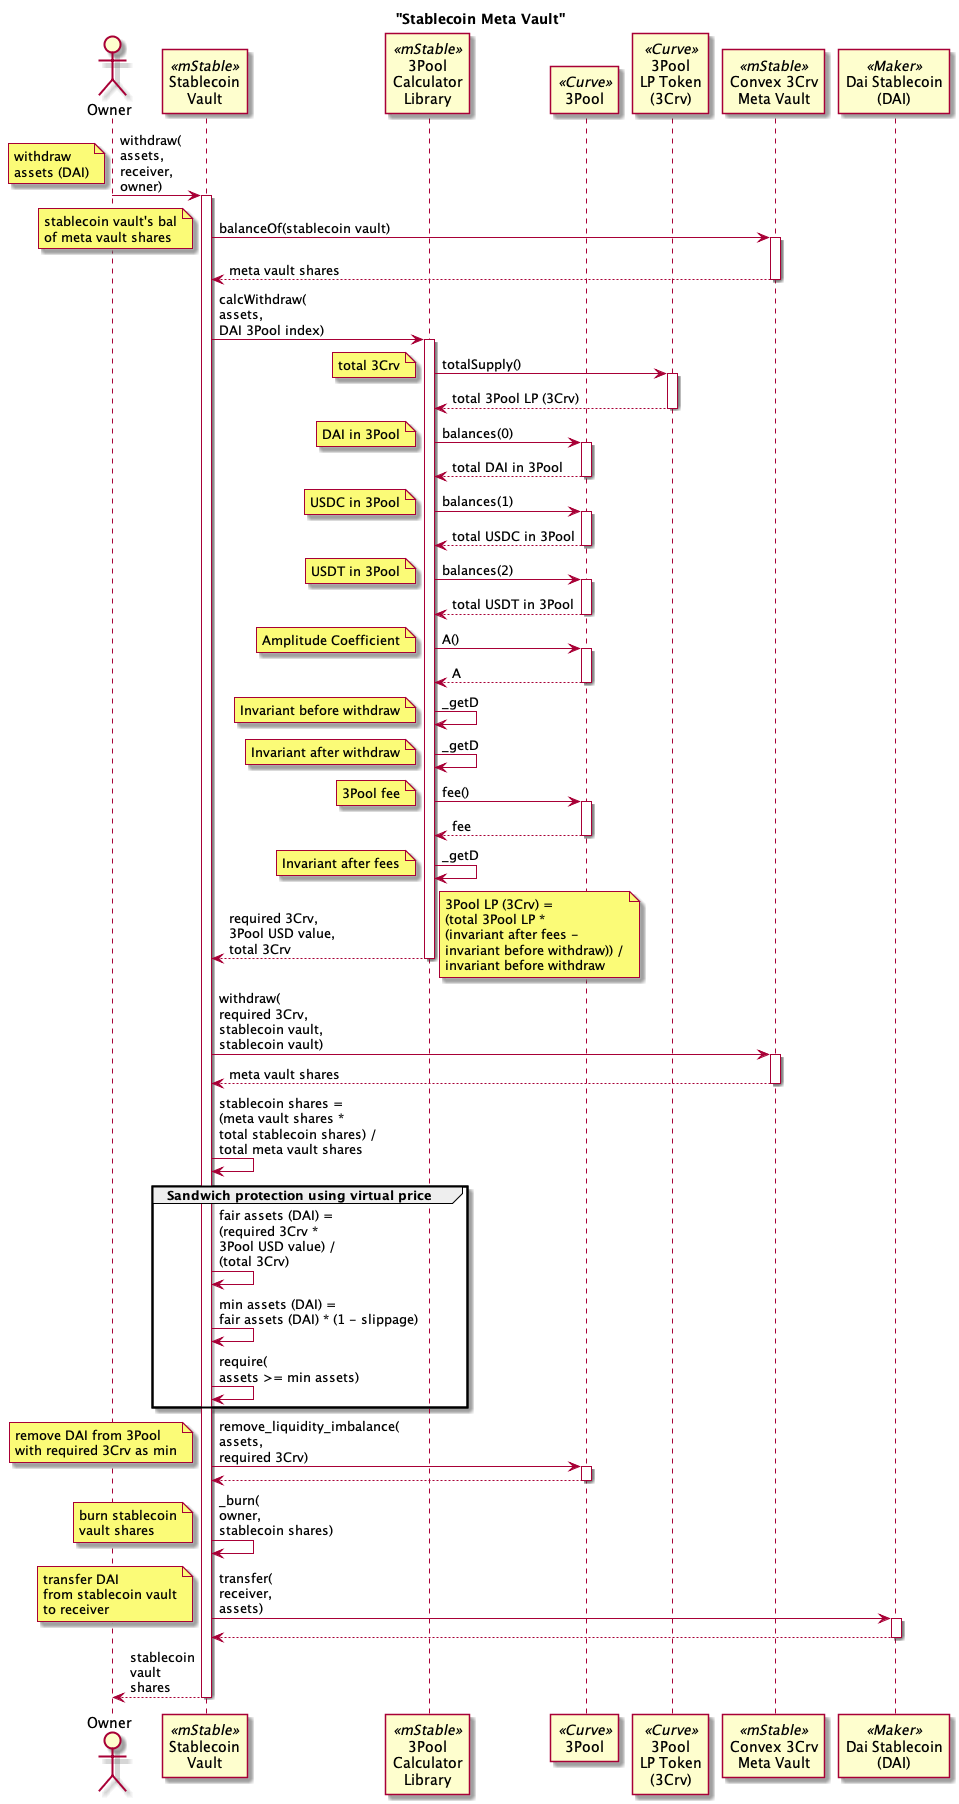 "Stablecoin Meta Vault"
Owner
«mStable»
Stablecoin
Vault
«mStable»
3Pool
Calculator
Library
«Curve»
3Pool
«Curve»
3Pool
LP Token
(3Crv)
«mStable»
Convex 3Crv
Meta Vault
«Maker»
Dai Stablecoin
(DAI)
withdraw
assets (DAI)
withdraw(
assets,
receiver,
owner)
stablecoin vault's bal
of meta vault shares
balanceOf(stablecoin vault)
meta vault shares
calcWithdraw(
assets,
DAI 3Pool index)
total 3Crv
totalSupply()
total 3Pool LP (3Crv)
DAI in 3Pool
balances(0)
total DAI in 3Pool
USDC in 3Pool
balances(1)
total USDC in 3Pool
USDT in 3Pool
balances(2)
total USDT in 3Pool
Amplitude Coefficient
A()
A
Invariant before withdraw
_getD
Invariant after withdraw
_getD
3Pool fee
fee()
fee
Invariant after fees
_getD
3Pool LP (3Crv) =
(total 3Pool LP *
(invariant after fees -
invariant before withdraw)) /
invariant before withdraw
required 3Crv,
3Pool USD value,
total 3Crv
withdraw(
required 3Crv,
stablecoin vault,
stablecoin vault)
meta vault shares
stablecoin shares =
(meta vault shares *
total stablecoin shares) /
total meta vault shares
Sandwich protection using virtual price
fair assets (DAI) =
(required 3Crv *
3Pool USD value) /
(total 3Crv)
min assets (DAI) =
fair assets (DAI) * (1 - slippage)
require(
assets >= min assets)
remove DAI from 3Pool
with required 3Crv as min
remove_liquidity_imbalance(
assets,
required 3Crv)
burn stablecoin
vault shares
_burn(
owner,
stablecoin shares)
transfer DAI
from stablecoin vault
to receiver
transfer(
receiver,
assets)
stablecoin
vault
shares
Owner
«mStable»
Stablecoin
Vault
«mStable»
3Pool
Calculator
Library
«Curve»
3Pool
«Curve»
3Pool
LP Token
(3Crv)
«mStable»
Convex 3Crv
Meta Vault
«Maker»
Dai Stablecoin
(DAI)